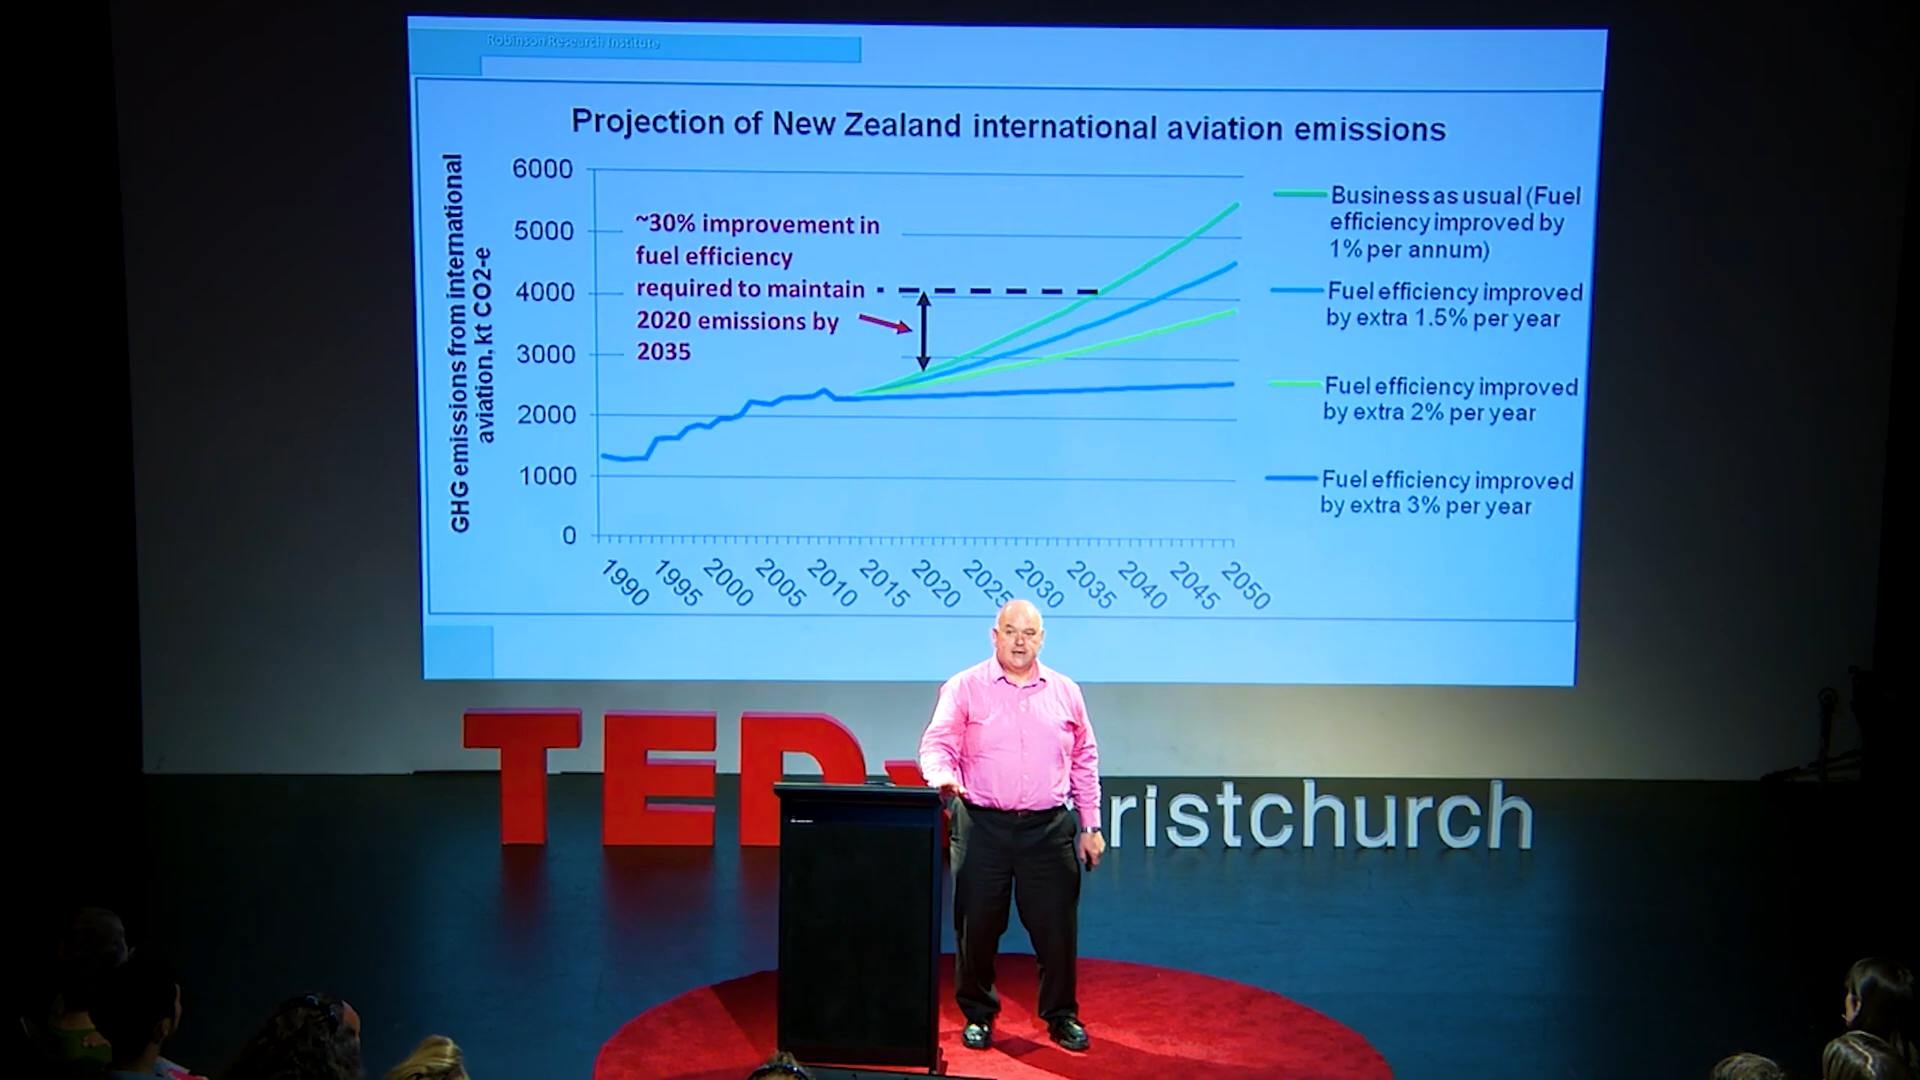 Robinson Research Institute
Projection of New Zealand international aviation emissions
GHG emissions from international
aviation, kt CO2-e
6000
5000
4000
3000
2000
1000
0
~30% improvement in
fuel efficiency
required to maintain
2020 emissions by
2035
1990
1995
2000
2005
2010
2015
2020
2025
2030
2035
2040
2045
2050
Business as usual (Fuel
efficiency improved by
1% per annum)
Fuel efficiency improved
by extra 1.5% per year
Fuel efficiency improved
by extra 2% per year
Fuel efficiency improved
by extra 3% per year
TEDx ristchurch